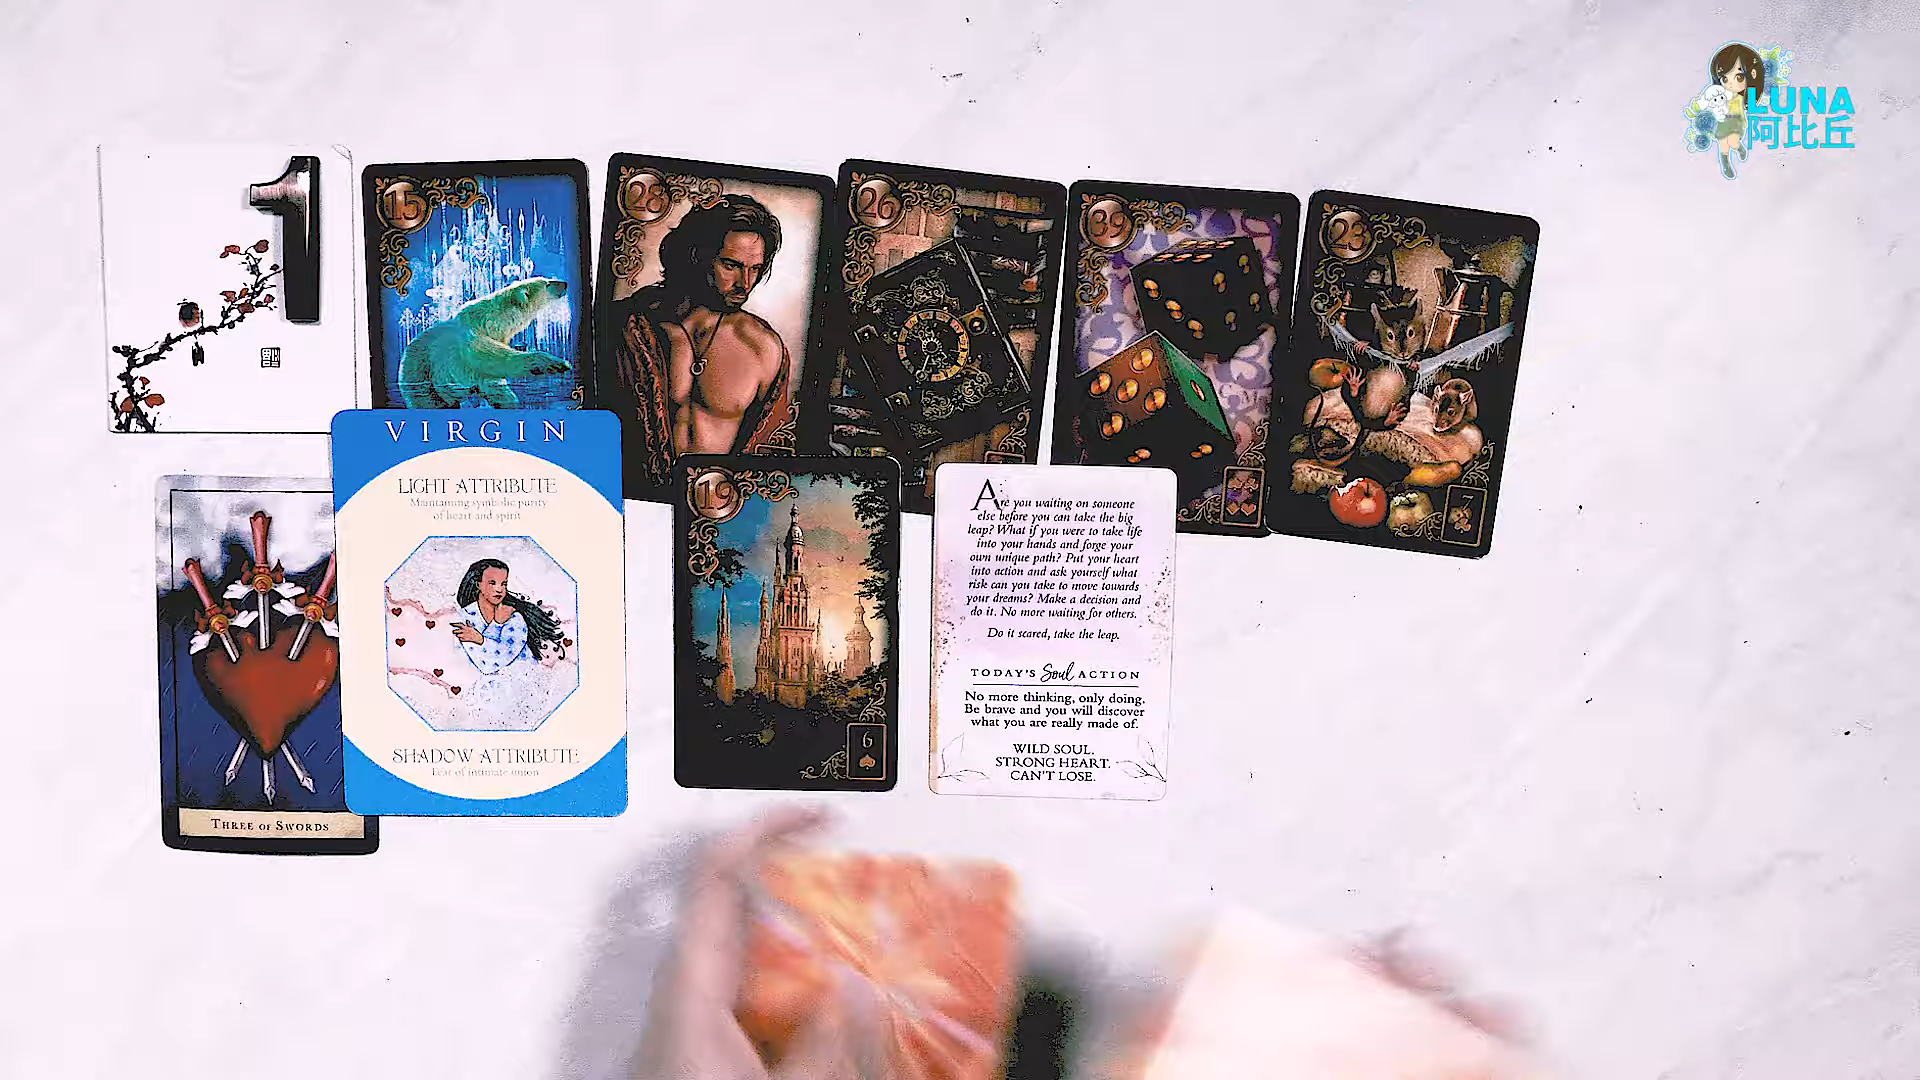 LUNA
阿比丘
1
15
28
26
39
23
7
VIRGIN
LIGHT ATTRIBUTE
Maintaining symbolic purity
of heart and spirit
SHADOW ATTRIBUTE
Fear of intimate union
THREE OF SWORDS
19
6
Are you waiting on someone
else before you can take the big
leap? What if you were to take life
into your hands and forge your
own unique path? Put your heart
into action and ask yourself what
risk can you take to move towards
your dreams? Make a decision and
do it. No more waiting for others.
Do it scared, take the leap.
TODAY'S Soul ACTION
No more thinking, only doing.
Be brave and you will discover
what you are really made of.
WILD SOUL.
STRONG HEART.
CAN'T LOSE.